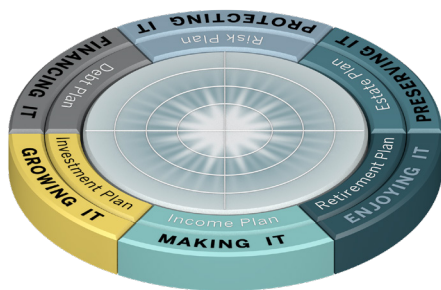 PROTECTING IT
Risk Plan
PRESERVING IT
Estate Plan
ENJOYING IT
Retirement Plan
MAKING IT
Income Plan
GROWING IT
Investment Plan
FINANCING IT
Debt Plan